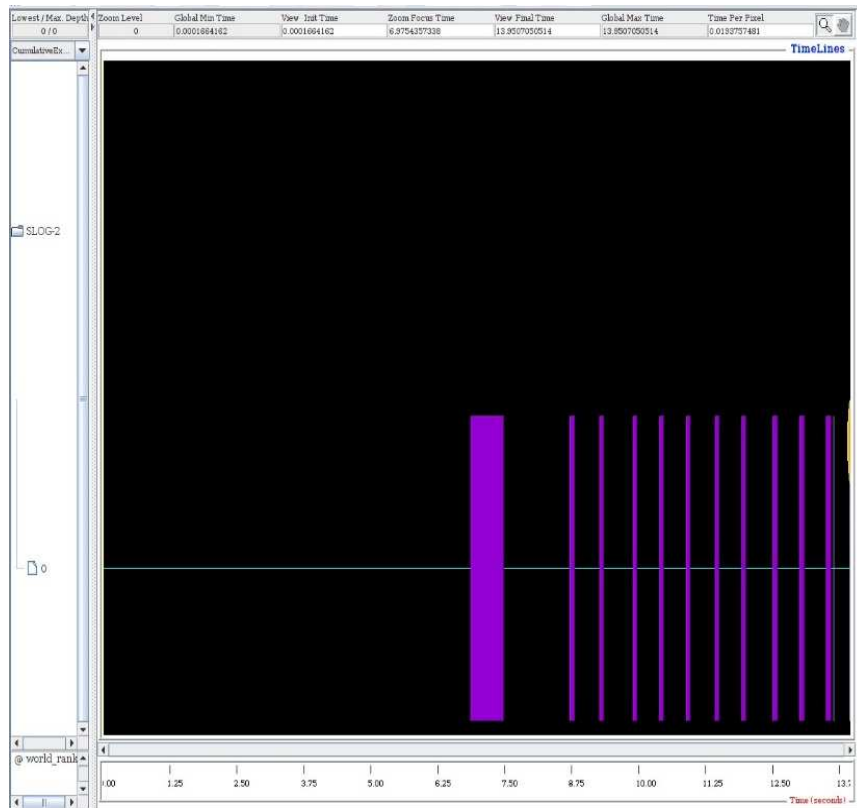 Lowest / Max. Depth Zoom Level Global Min Time View Init Time Zoom Focus Time View Final Time Global Max Time Time Per Pixel
0 / 0 0 0.0001664162 0.0001664162 6.9754357338 13.9507050514 13.9507050514 0.0193757481
CumulativeEx...
TimeLines
SLOG-2
0
@ world_rank
.00 1.25 2.50 3.75 5.00 6.25 7.50 8.75 10.00 11.25 12.50 13.7
Time (seconds)